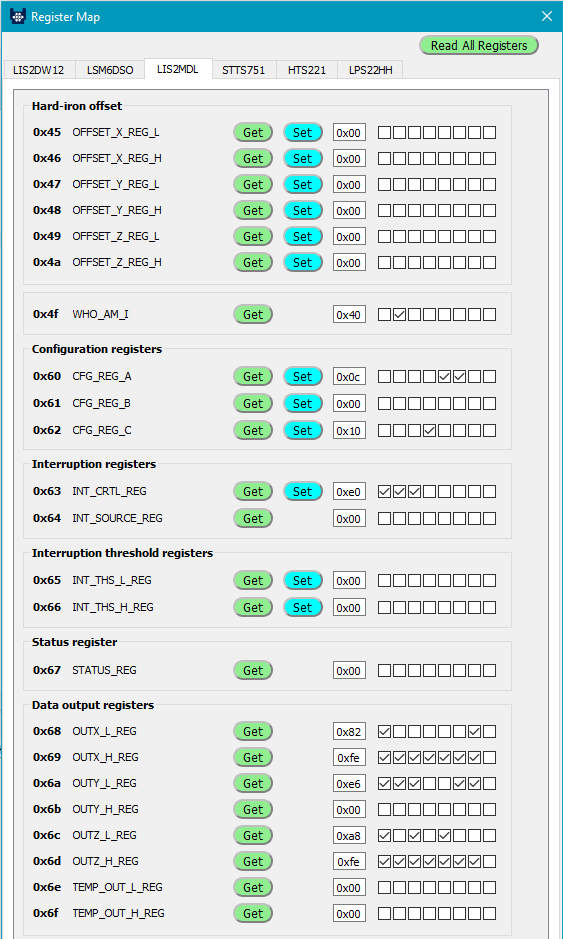 Register Map
Read All Registers
LIS2DW12 LSM6DSO LIS2MDL STTS751 HTS221 LPS22HH
Hard-iron offset
0x45 OFFSET_X_REG_L Get Set 0x00
0x46 OFFSET_X_REG_H Get Set 0x00
0x47 OFFSET_Y_REG_L Get Set 0x00
0x48 OFFSET_Y_REG_H Get Set 0x00
0x49 OFFSET_Z_REG_L Get Set 0x00
0x4a OFFSET_Z_REG_H Get Set 0x00
0x4f WHO_AM_I Get 0x40
Configuration registers
0x60 CFG_REG_A Get Set 0x0c
0x61 CFG_REG_B Get Set 0x00
0x62 CFG_REG_C Get Set 0x10
Interruption registers
0x63 INT_CRTL_REG Get Set 0xe0
0x64 INT_SOURCE_REG Get 0x00
Interruption threshold registers
0x65 INT_THS_L_REG Get Set 0x00
0x66 INT_THS_H_REG Get Set 0x00
Status register
0x67 STATUS_REG Get 0x00
Data output registers
0x68 OUTX_L_REG Get 0x82
0x69 OUTX_H_REG Get 0xfe
0x6a OUTY_L_REG Get 0xe6
0x6b OUTY_H_REG Get 0x00
0x6c OUTZ_L_REG Get 0xa8
0x6d OUTZ_H_REG Get 0xfe
0x6e TEMP_OUT_L_REG Get 0x00
0x6f TEMP_OUT_H_REG Get 0x00